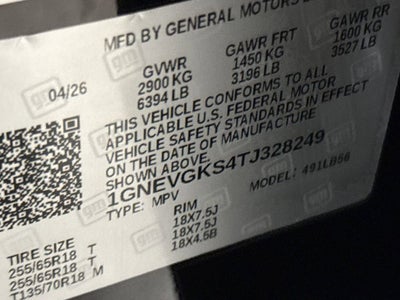 MFD BY GENERAL MOTORS
04/26
GVWR GAWR FRT GAWR RR
2900 KG 1450 KG 1600 KG
6394 LB 3196 LB 3527 LB
THIS VEHICLE CONFORMS TO ALL
APPLICABLE U.S. FEDERAL MOTOR
VEHICLE SAFETY STANDARDS IN EFFECT
ON THE DATE OF MANUFACTURE
SHOWN ABOVE.
1GNEVGKS4TJ328249
TYPE: MPV MODEL: 491LB56
TIRE SIZE RIM
255/65R18 T 18X7.5J
255/65R18 T 18X7.5J
T135/70R18 M 18X4.5B